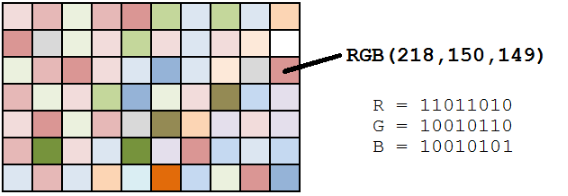 RGB(218,150,149)
R = 11011010
G = 10010110
B = 10010101